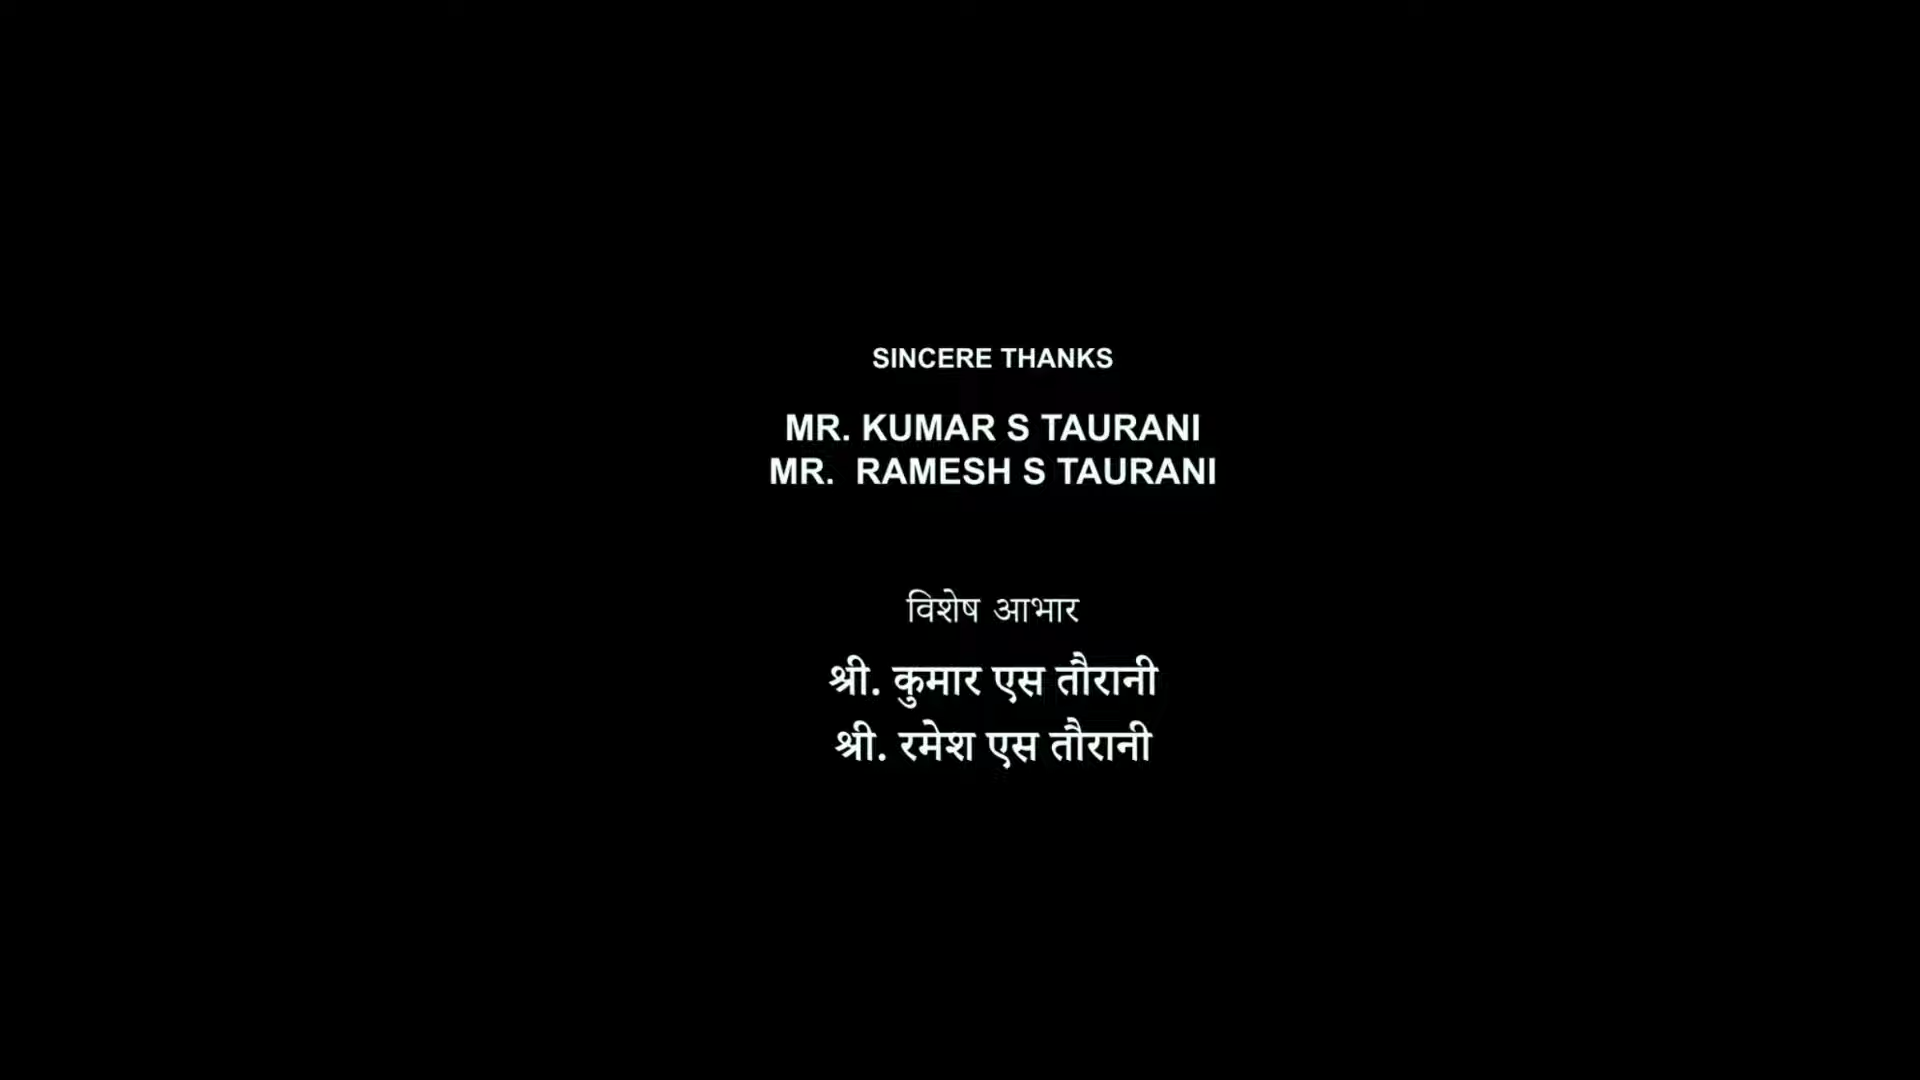 SINCERE THANKS
MR. KUMAR S TAURANI
MR. RAMESH S TAURANI
विशेष आभार
श्री. कुमार एस तौरानी
श्री. रमेश एस तौरानी